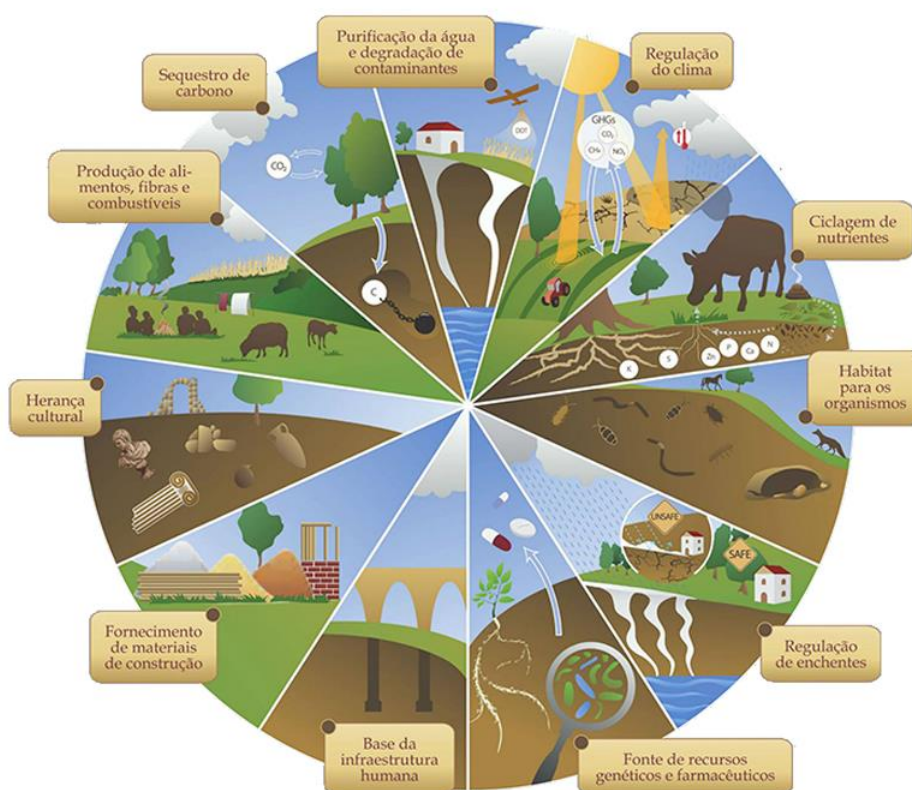 Purificação da água
e degradação de
contaminantes
Regulação
do clima
Sequestro de
carbono
Produção de ali-
mentos, fibras e
combustíveis
Ciclagem de
nutrientes
Herança
cultural
Habitat
para os
organismos
Fornecimento
de materiais
de construção
Regulação
de enchentes
Base da
infraestrutura
humana
Fonte de recursos
genéticos e farmacêuticos
CO₂
C
DDT
GHGs
CO₂
CH₄
NOₓ
K
S
Zn
P
Ca
N
UNSAFE
SAFE